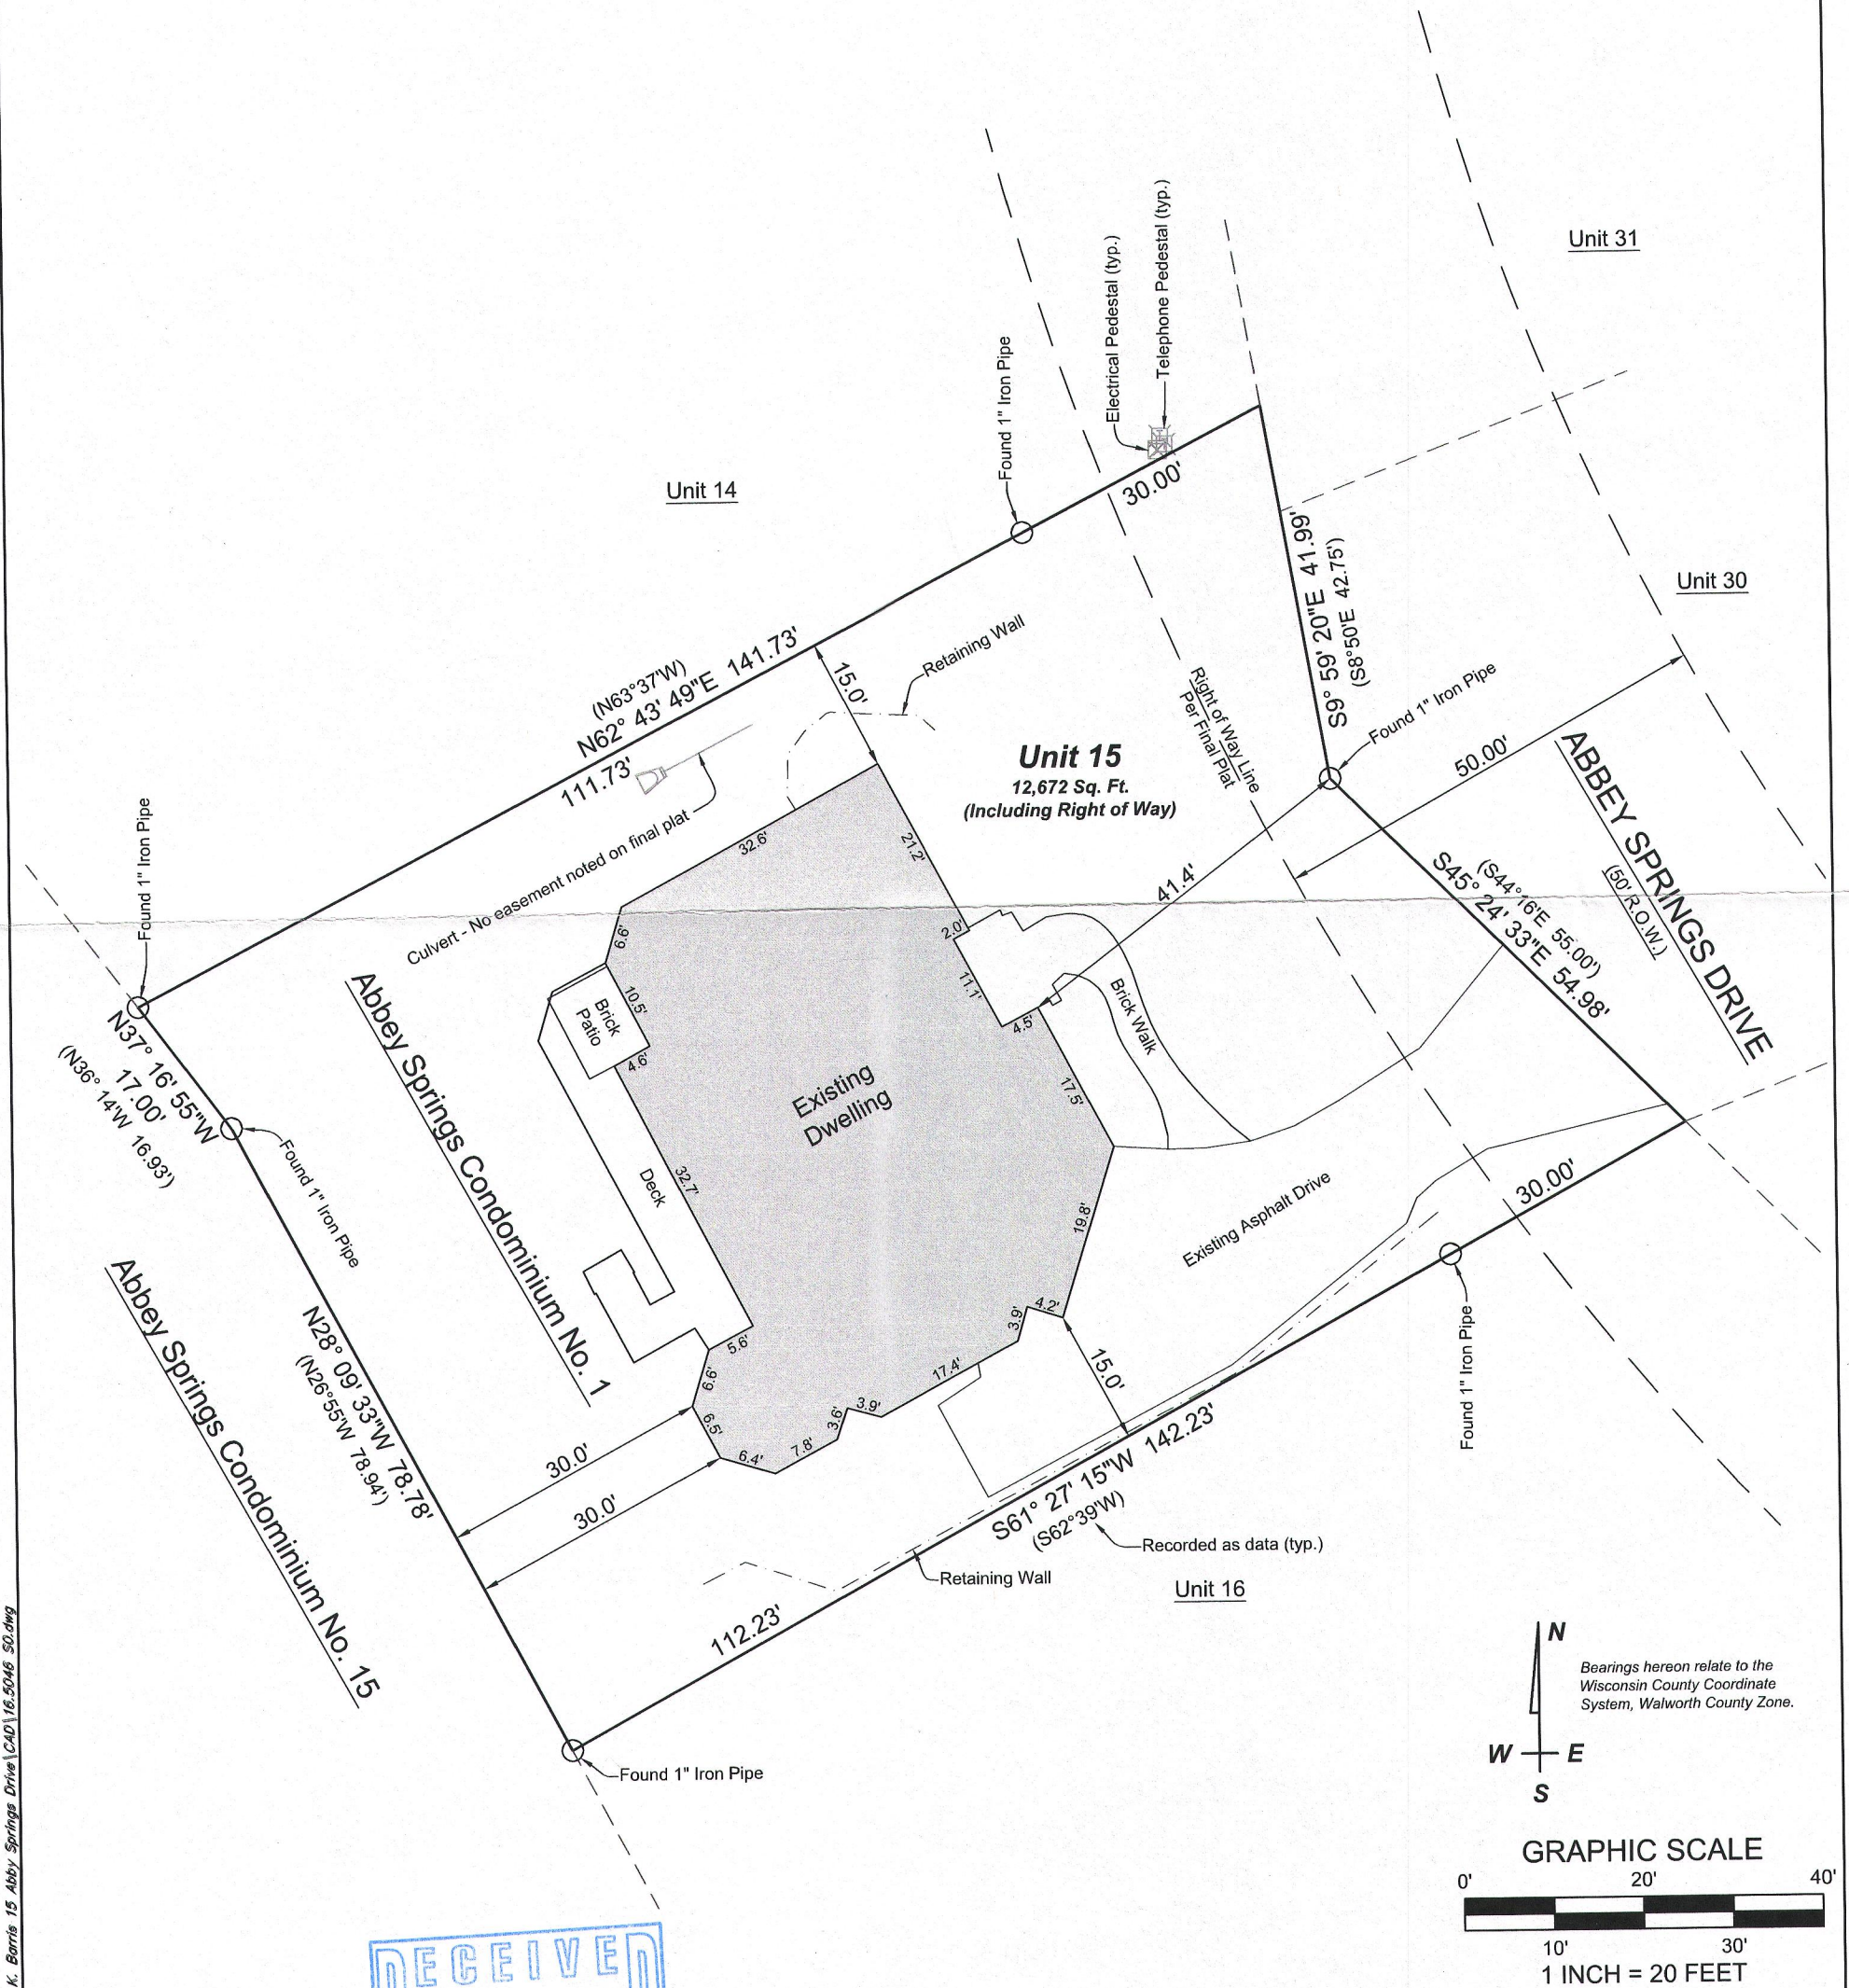 Unit 31
Telephone Pedestal (typ.)
Electrical Pedestal (typ.)
Found 1" Iron Pipe
Unit 14
30.00'
Unit 30
S9° 59' 20"E 41.99'
(S8°50'E 42.75')
(N63°37'W)
N62° 43' 49"E 141.73'
111.73'
15.0'
Retaining Wall
Right of Way Line
Per Final Plat
Found 1" Iron Pipe
50.00'
ABBEY SPRINGS DRIVE
(50' R.O.W.)
Unit 15
12,672 Sq. Ft.
(Including Right of Way)
Found 1" Iron Pipe
Culvert - No easement noted on final plat
32.6'
21.2'
41.4'
(S44°16'E 55.00')
S45° 24' 33"E 54.98'
6.6'
2.0'
11.1'
4.5'
10.5'
Brick
Patio
4.6'
Brick Walk
17.5'
N37° 16' 55"W
17.00'
(N36° 14'W 16.93')
Found 1" Iron Pipe
Abbey Springs Condominium No. 1
Existing
Dwelling
Deck
32.7'
19.8'
Existing Asphalt Drive
30.00'
Abbey Springs Condominium No. 15
N28° 09' 33"W 78.78'
(N26°55'W 78.94')
5.6'
6.6'
6.5'
6.4'
7.8'
3.6'
3.9'
17.4'
3.9'
4.2'
15.0'
Found 1" Iron Pipe
30.0'
30.0'
S61° 27' 15"W 142.23'
(S62°39'W)
Recorded as data (typ.)
Retaining Wall
Unit 16
112.23'
Found 1" Iron Pipe
N
W
E
S
Bearings hereon relate to the
Wisconsin County Coordinate
System, Walworth County Zone.
GRAPHIC SCALE
0'
20'
40'
10'
30'
1 INCH = 20 FEET
K. Barris 15 Abby Springs Drive\CAD\16.5046 SO.dwg
RECEIVED